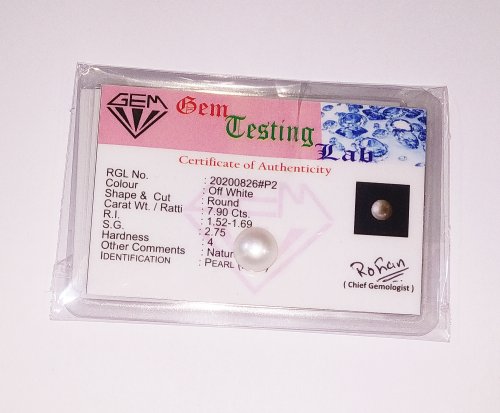 GEM
Gem
Testing
Lab
Certificate of Authenticity
RGL No. : 20200826#P2
Colour : Off White
Shape & Cut : Round
Carat Wt. / Ratti : 7.90 Cts.
R.I. : 1.52-1.69
S.G. : 2.75
Hardness : 4
Other Comments : Natur
IDENTIFICATION : PEARL
Rohan
( Chief Gemologist )